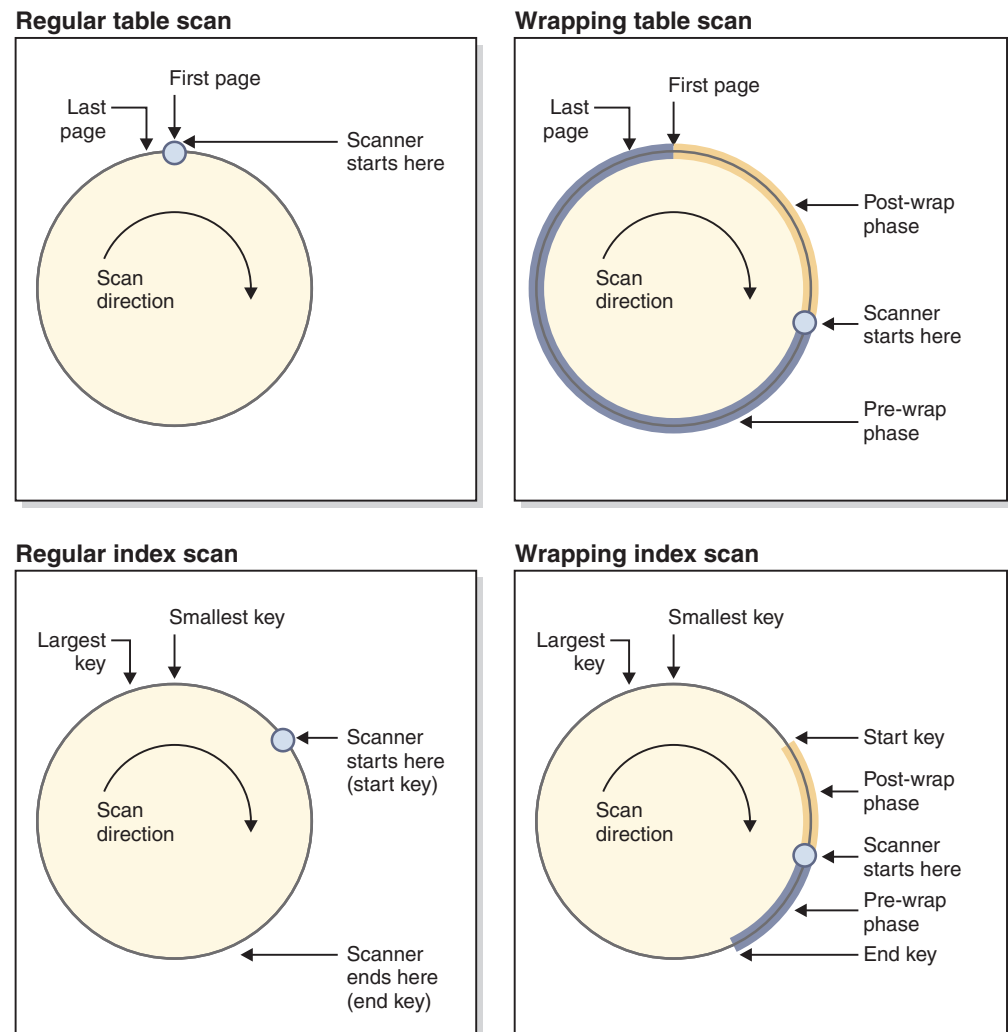 Regular table scan
First page
Last
page
Scanner
starts here
Scan
direction
Wrapping table scan
First page
Last
page
Post-wrap
phase
Scan
direction
Scanner
starts here
Pre-wrap
phase
Regular index scan
Smallest key
Largest
key
Scanner
starts here
(start key)
Scan
direction
Scanner
ends here
(end key)
Wrapping index scan
Smallest key
Largest
key
Start key
Post-wrap
phase
Scan
direction
Scanner
starts here
Pre-wrap
phase
End key